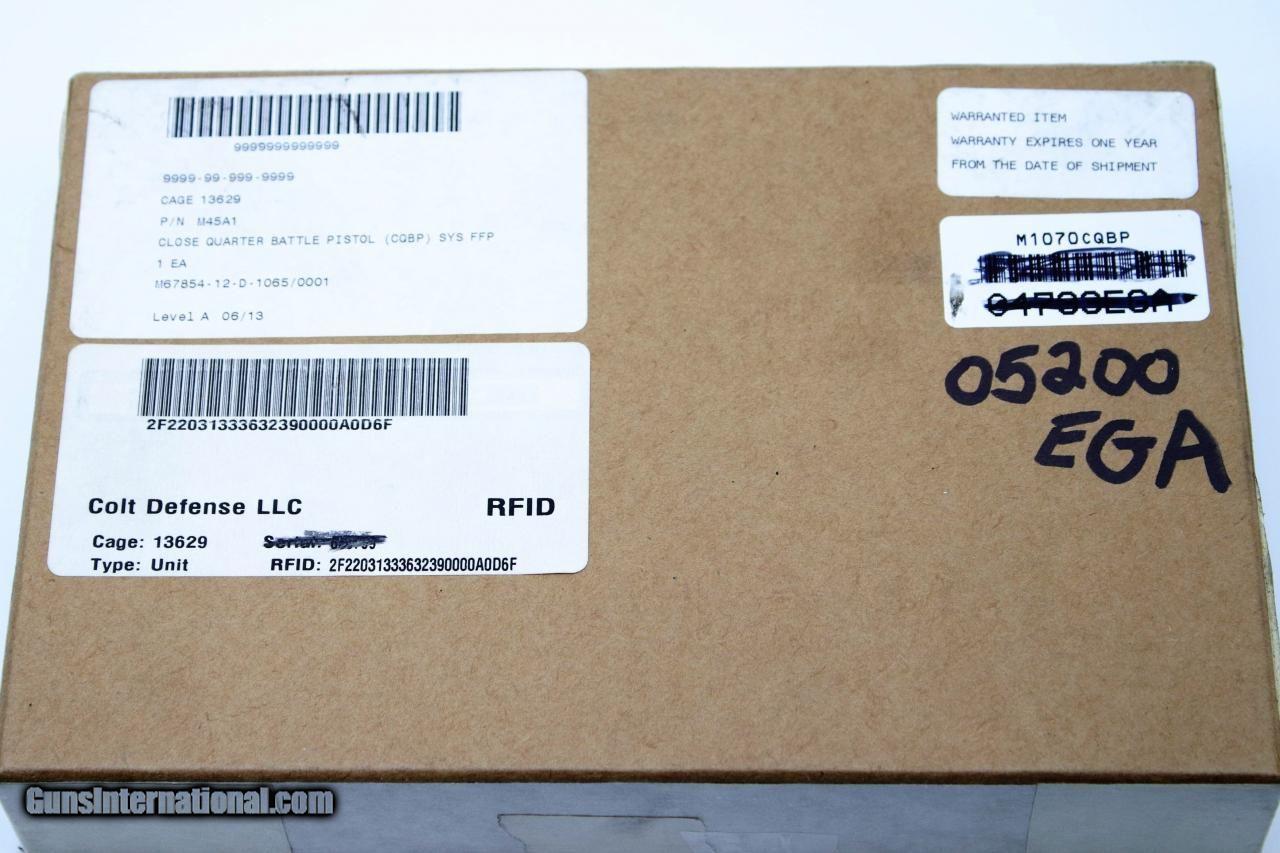 9999999999999
9999-99-999-9999
CAGE 13629
P/N M45A1
CLOSE QUARTER BATTLE PISTOL (CQBP) SYS FFP
1 EA
M67854-12-D-1065/0001
Level A 06/13
2F22031333632390000A0D6F
Colt Defense LLC
RFID
Cage: 13629
Type: Unit
RFID: 2F22031333632390000A0D6F
WARRANTED ITEM
WARRANTY EXPIRES ONE YEAR
FROM THE DATE OF SHIPMENT
M1070CQBP
05200
EGA
GunsInternational.com